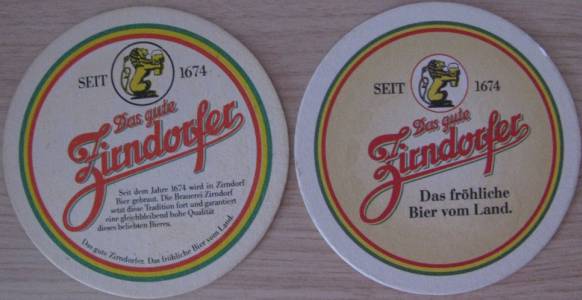 SEIT 1674
Das gute
Zirndorfer
Seit dem Jahre 1674 wird in Zirndorf
Bier gebraut. Die Brauerei Zirndorf
setzt diese Tradition fort und garantiert
eine gleichbleibend hohe Qualität
dieses beliebten Bieres.
Das gute Zirndorfer. Das fröhliche Bier vom Land.
SEIT 1674
Das gute
Zirndorfer
Das fröhliche
Bier vom Land.